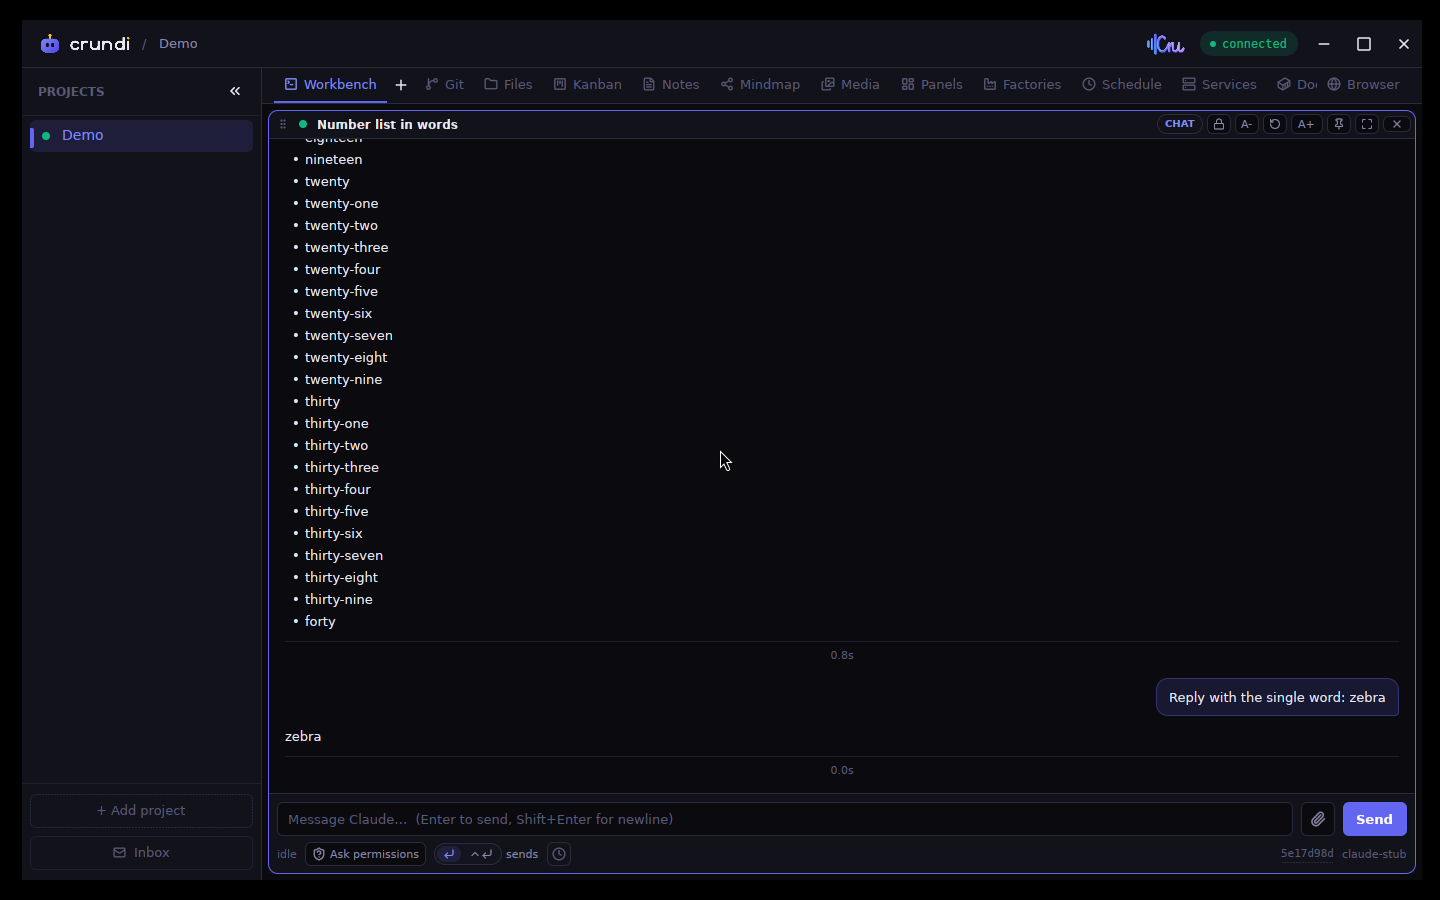 crundi / Demo
Cru
connected
PROJECTS
Workbench
Git
Files
Kanban
Notes
Mindmap
Media
Panels
Factories
Schedule
Services
Do
Browser
Demo
Number list in words
CHAT
A-
A+
eighteen
• nineteen
• twenty
• twenty-one
• twenty-two
• twenty-three
• twenty-four
• twenty-five
• twenty-six
• twenty-seven
• twenty-eight
• twenty-nine
• thirty
• thirty-one
• thirty-two
• thirty-three
• thirty-four
• thirty-five
• thirty-six
• thirty-seven
• thirty-eight
• thirty-nine
• forty
0.8s
Reply with the single word: zebra
zebra
0.0s
+ Add project
Inbox
Message Claude... (Enter to send, Shift+Enter for newline)
Send
idle
Ask permissions
sends
5e17d98d
claude-stub